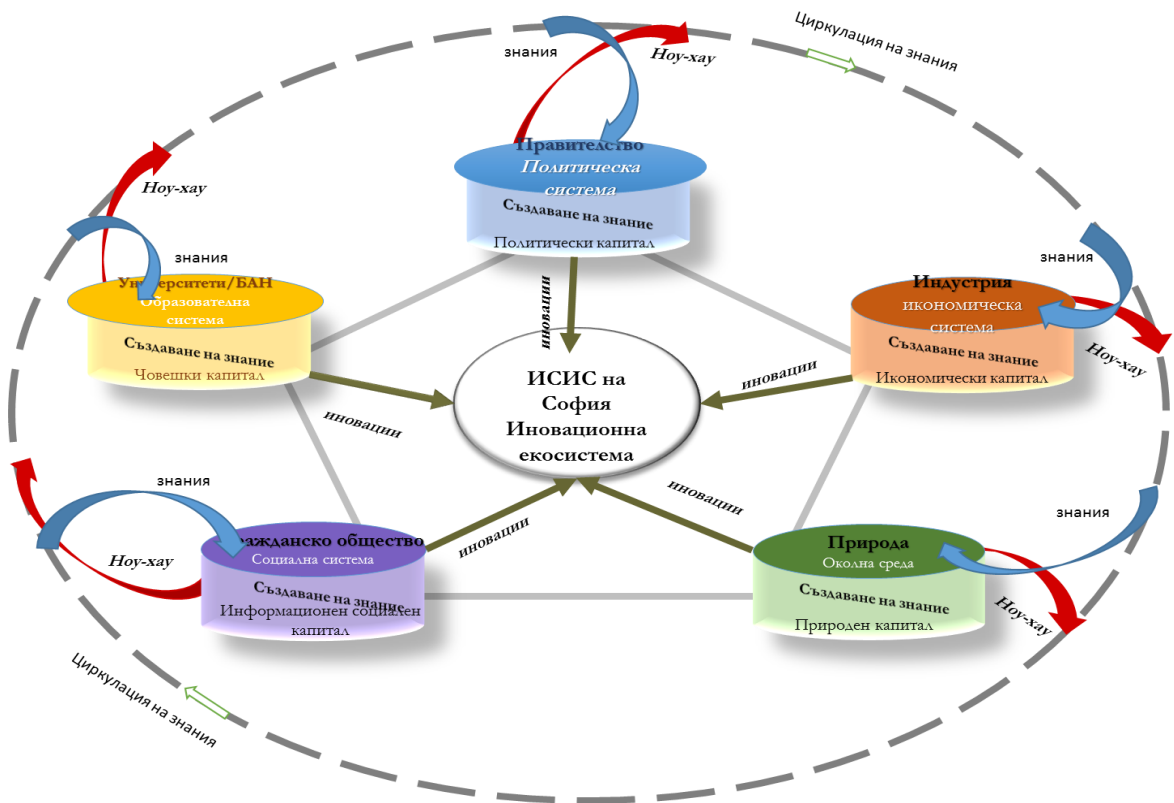 Циркулация на знания
знания
Ноу-хау
Правителство
Политическа
система
Създаване на знание
Политически капитал
Ноу-хау
знания
Университети/БАН
Образователна
система
Създаване на знание
Човешки капитал
знания
Индустрия
икономическа
система
Създаване на знание
Икономически капитал
Ноу-хау
иновации
иновации
иновации
ИСИС на
София
Иновационна
екосистема
иновации
иновации
знания
Ноу-хау
Гражданско общество
Социална система
Създаване на знание
Информационен социален
капитал
знания
Природа
Околна среда
Създаване на знание
Природен капитал
Ноу-хау
Циркулация на знания